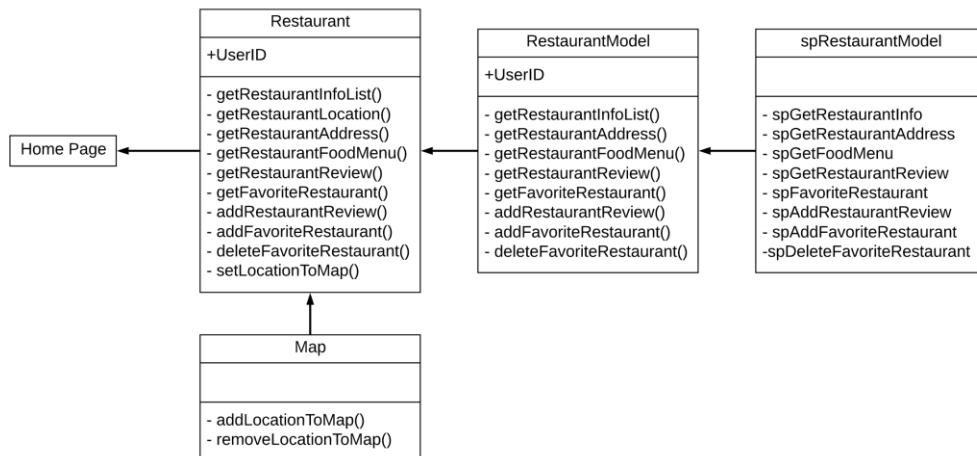 Home Page
Restaurant
+UserID
- getRestaurantInfoList()
- getRestaurantLocation()
- getRestaurantAddress()
- getRestaurantFoodMenu()
- getRestaurantReview()
- getFavoriteRestaurant()
- addRestaurantReview()
- addFavoriteRestaurant()
- deleteFavoriteRestaurant()
- setLocationToMap()
RestaurantModel
+UserID
- getRestaurantInfoList()
- getRestaurantAddress()
- getRestaurantFoodMenu()
- getRestaurantReview()
- getFavoriteRestaurant()
- addRestaurantReview()
- addFavoriteRestaurant()
- deleteFavoriteRestaurant()
spRestaurantModel
- spGetRestaurantInfo
- spGetRestaurantAddress
- spGetFoodMenu
- spGetRestaurantReview
- spFavoriteRestaurant
- spAddRestaurantReview
- spAddFavoriteRestaurant
-spDeleteFavoriteRestaurant
Map
- addLocationToMap()
- removeLocationToMap()